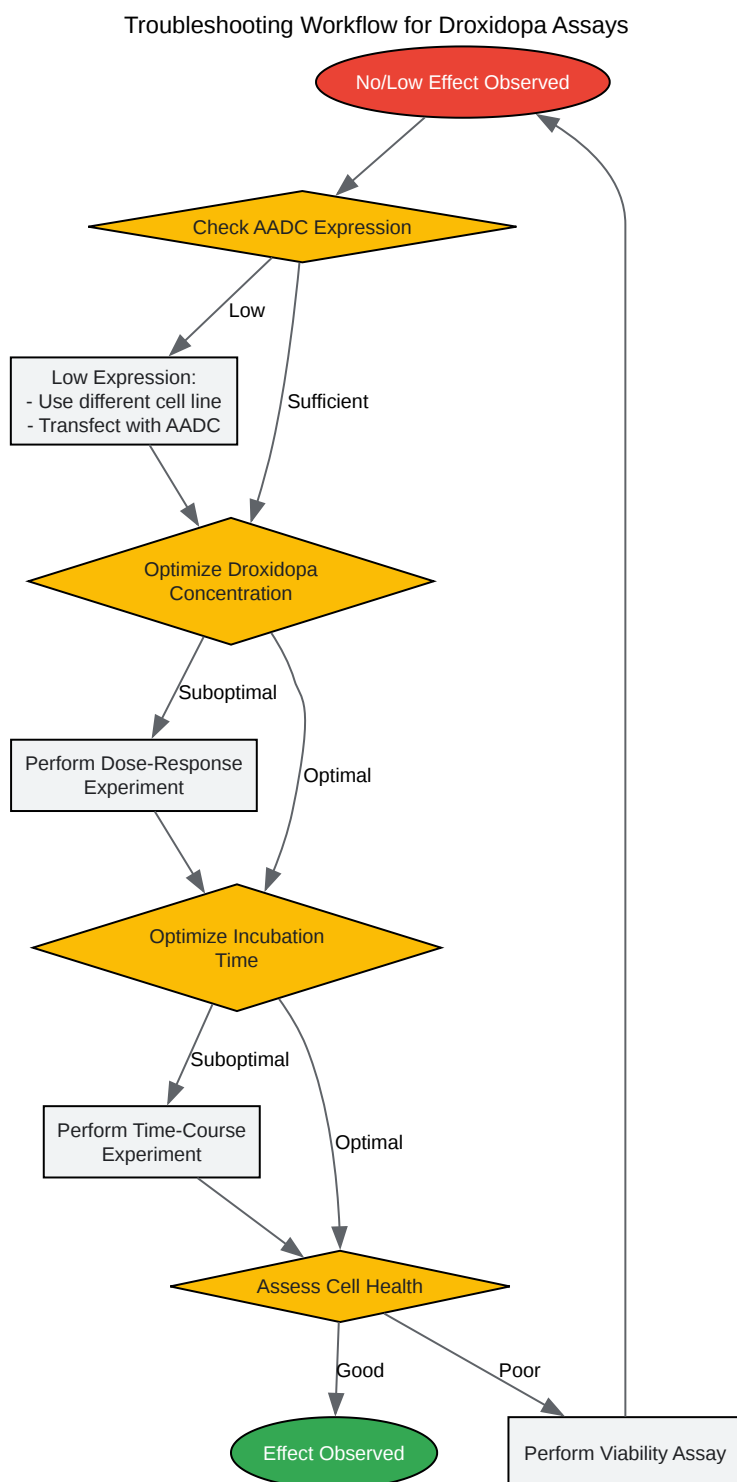 Troubleshooting Workflow for Droxidopa Assays
No/Low Effect Observed
Check AADC Expression
Low
Low Expression:
- Use different cell line
- Transfect with AADC
Sufficient
Optimize Droxidopa
Concentration
Suboptimal
Perform Dose-Response
Experiment
Optimal
Optimize Incubation
Time
Suboptimal
Perform Time-Course
Experiment
Optimal
Assess Cell Health
Good
Poor
Effect Observed
Perform Viability Assay